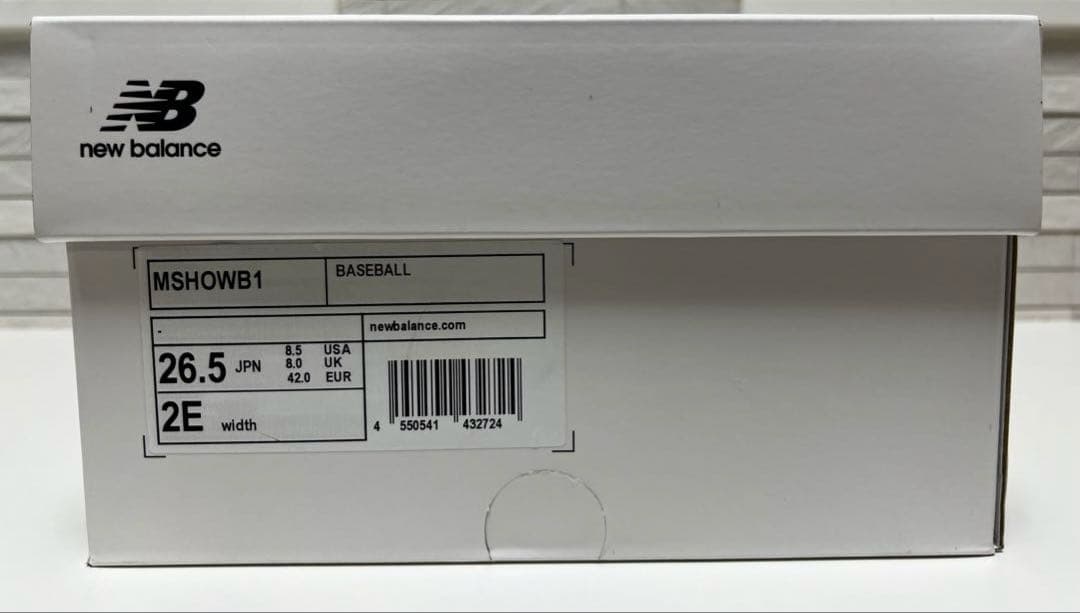 NB
new balance
MSHOWB1
BASEBALL
-
newbalance.com
26.5 JPN
8.5 USA
8.0 UK
42.0 EUR
2E width
4 550541 432724